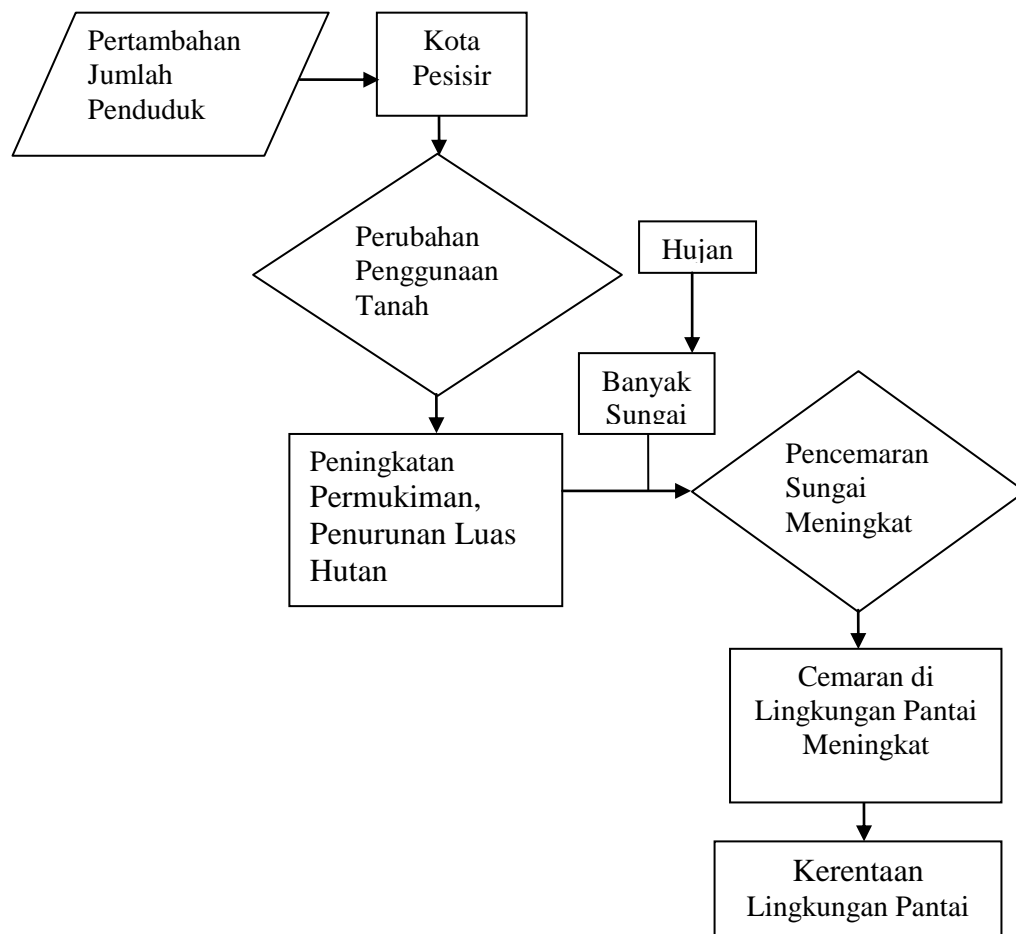 Pertambahan
Jumlah
Penduduk
Kota
Pesisir
Perubahan
Penggunaan
Tanah
Hujan
Banyak
Sungai
Peningkatan
Permukiman,
Penurunan Luas
Hutan
Pencemaran
Sungai
Meningkat
Cemaran di
Lingkungan Pantai
Meningkat
Kerentaan
Lingkungan Pantai